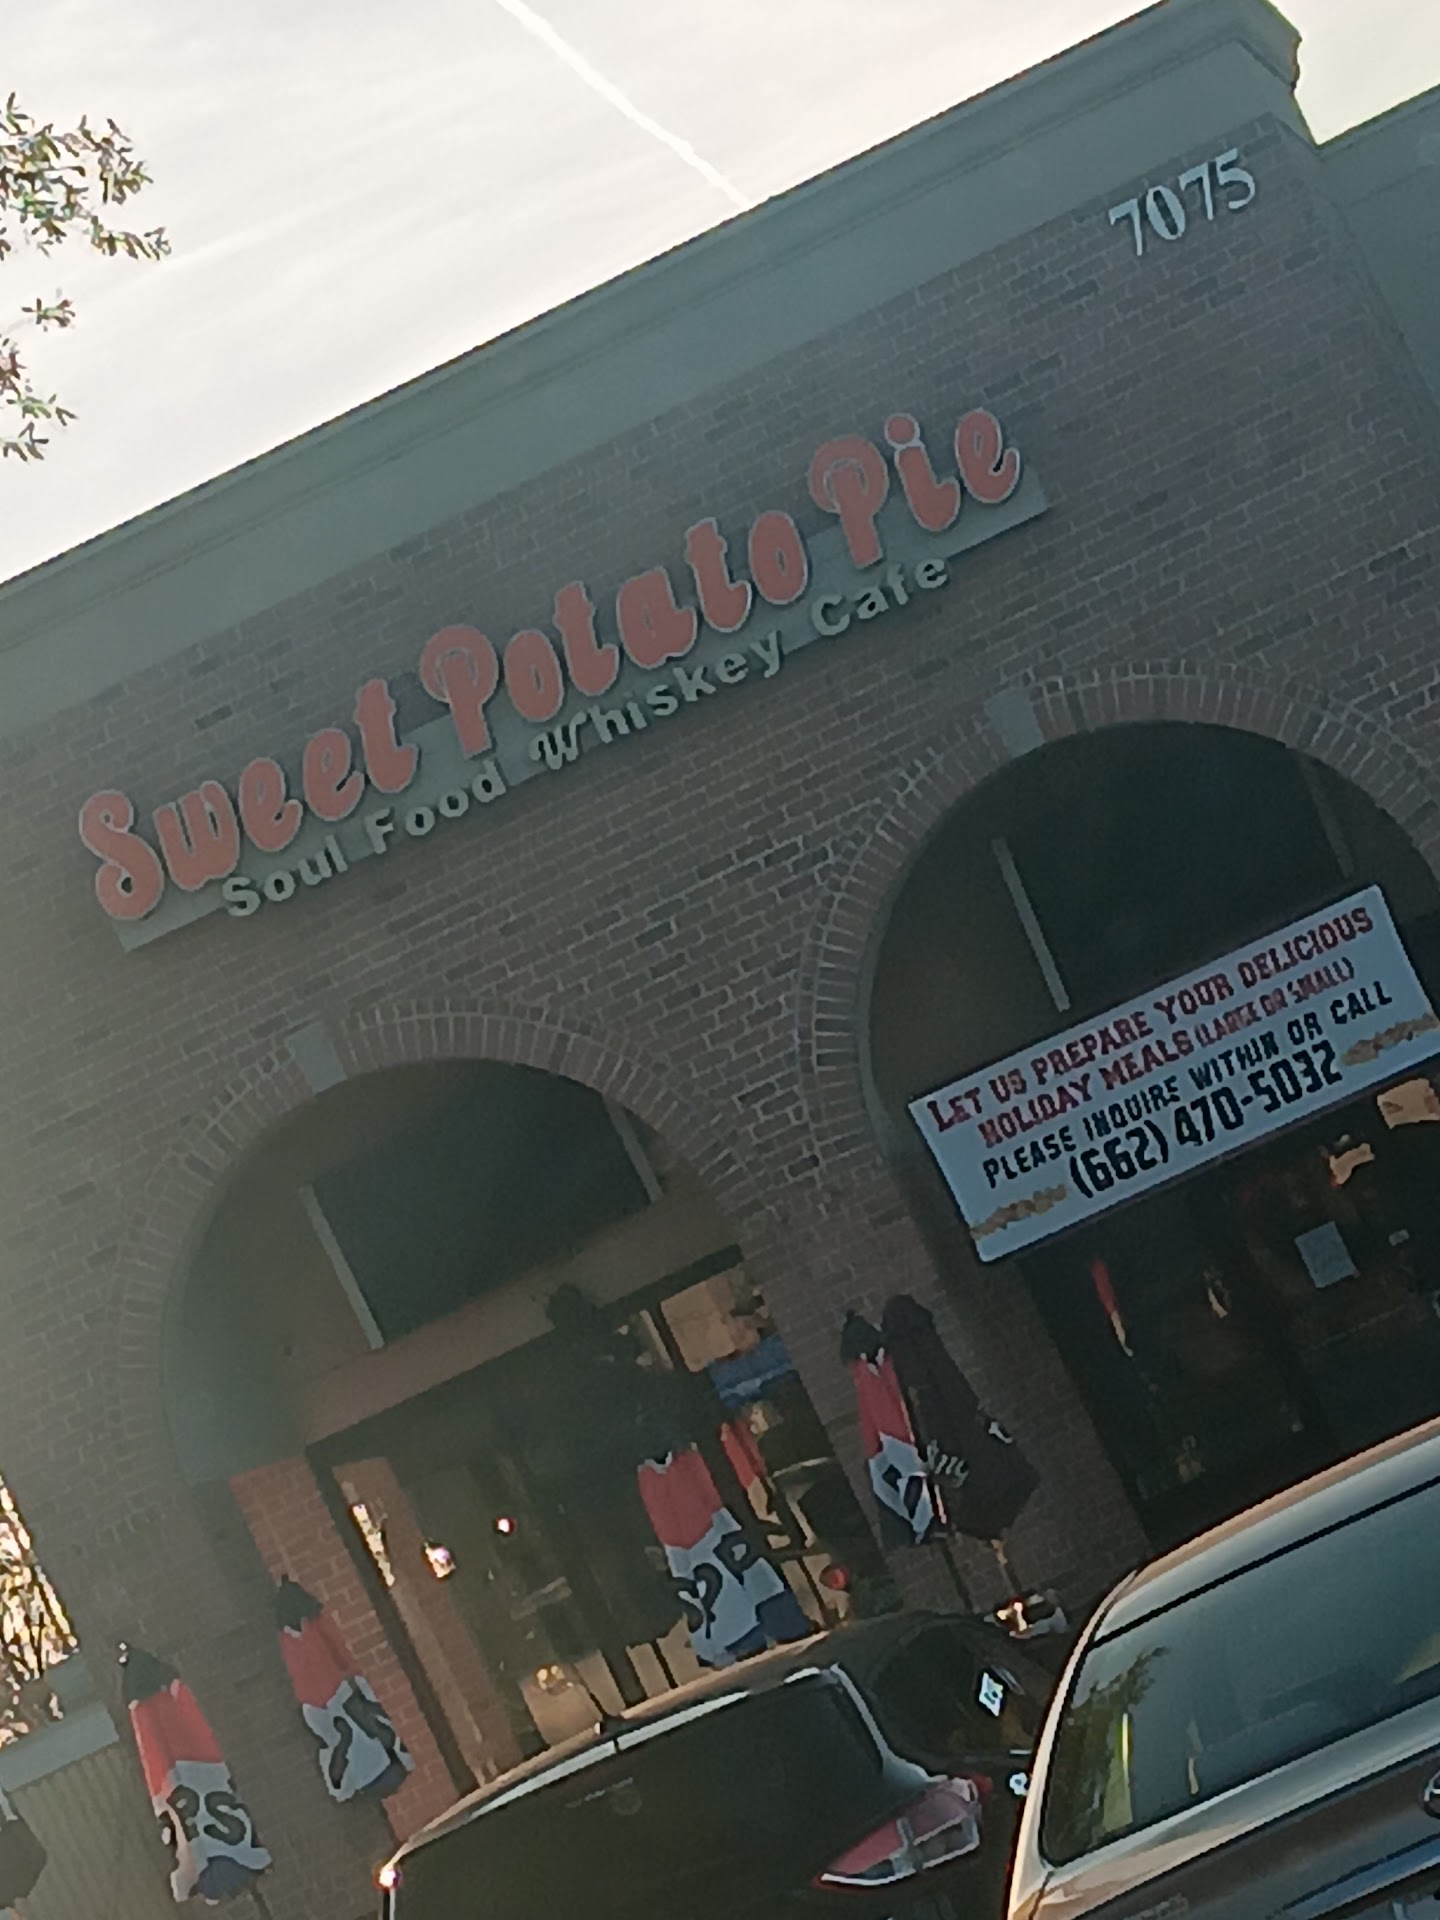 7075
Sweet Potato Pie
Soul Food Whiskey Cafe
LET US PREPARE YOUR DELICIOUS
HOLIDAY MEALS (LARGE OR SMALL)
PLEASE INQUIRE WITHIN OR CALL
(662) 470-5032